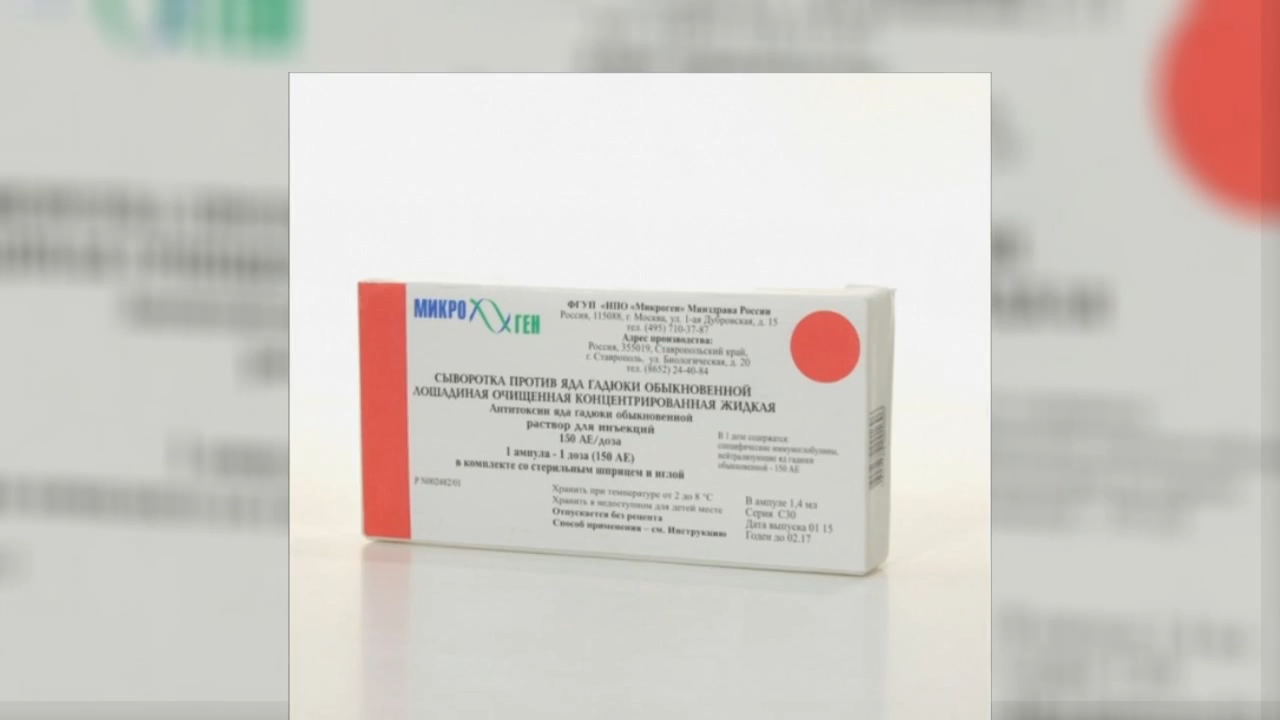 МИКРО ГЕН
ФГУП «НПО «Микроген» Минздрава России
Россия, 115088, г. Москва, ул. 1-ая Дубровская, д. 15
тел. (495) 710-37-87
Адрес производства:
Россия, 355019, Ставропольский край,
г. Ставрополь, ул. Биологическая, д. 20
тел. (8652) 24-40-84
СЫВОРОТКА ПРОТИВ ЯДА ГАДЮКИ ОБЫКНОВЕННОЙ
ЛОШАДИНАЯ ОЧИЩЕННАЯ КОНЦЕНТРИРОВАННАЯ ЖИДКАЯ
Антитоксин яда гадюки обыкновенной
раствор для инъекций
150 АЕ/доза
1 ампула - 1 доза (150 АЕ)
в комплекте со стерильным шприцем и иглой
В 1 дозе содержится:
специфические иммуноглобулины,
нейтрализующие яд гадюки
обыкновенной - 150 АЕ
Р N002482/01
Хранить при температуре от 2 до 8 °С
Хранить в недоступном для детей месте
Отпускается без рецепта
Способ применения – см. Инструкцию
В ампуле 1,4 мл
Серия С30
Дата выпуска 01 15
Годен до 02.17